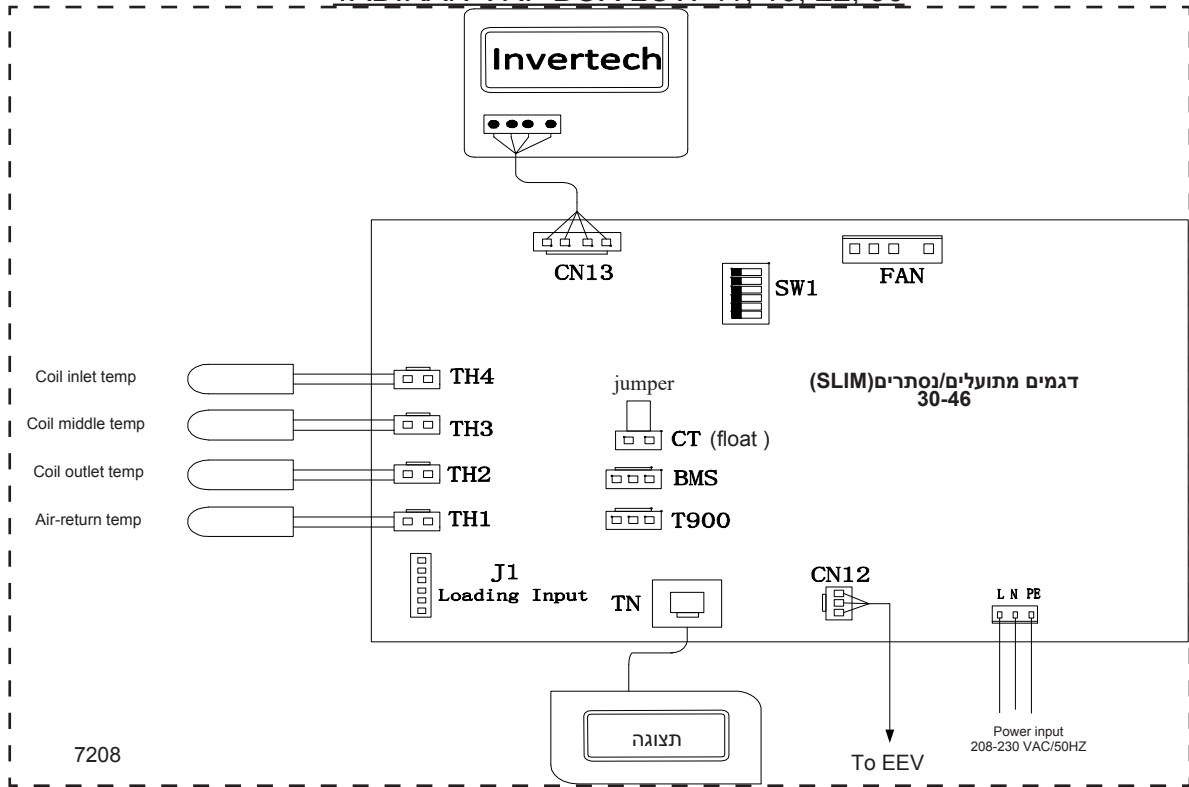 Invertech
CN13
SW1
FAN
Coil inlet temp
TH4
jumper
דגמים מתועלים/נסתרים(SLIM)
30-46
Coil middle temp
TH3
CT (float )
Coil outlet temp
TH2
BMS
Air-return temp
TH1
T900
J1
Loading Input
TN
CN12
L N PE
תצוגה
Power input
208-230 VAC/50HZ
7208
To EEV